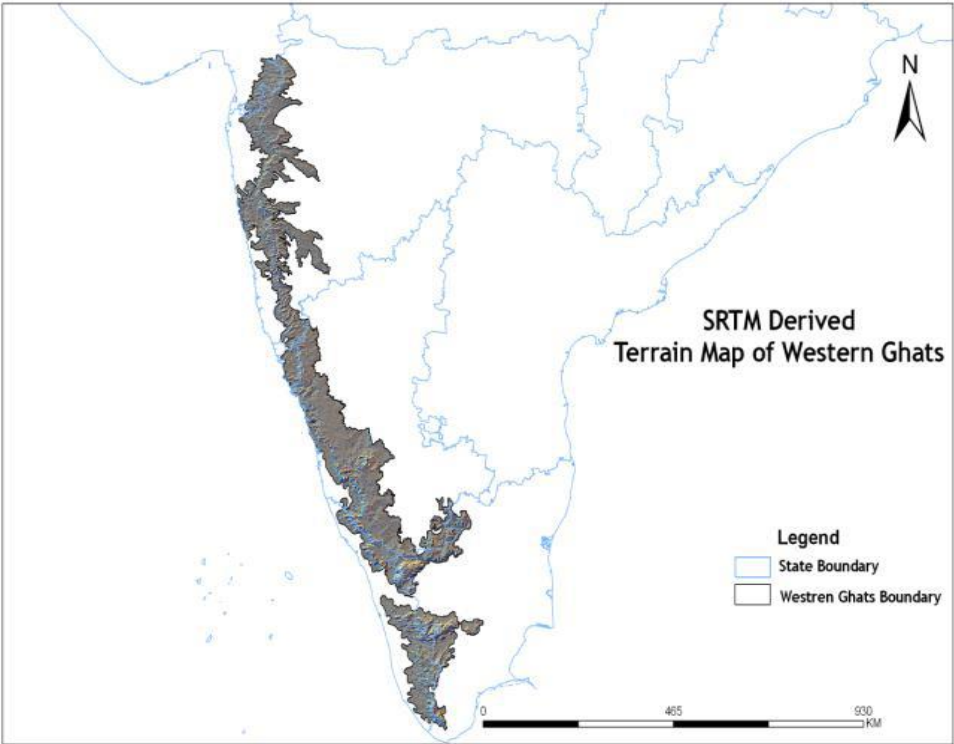 N
SRTM Derived
Terrain Map of Western Ghats
Legend
State Boundary
Westren Ghats Boundary
0 465 930
KM